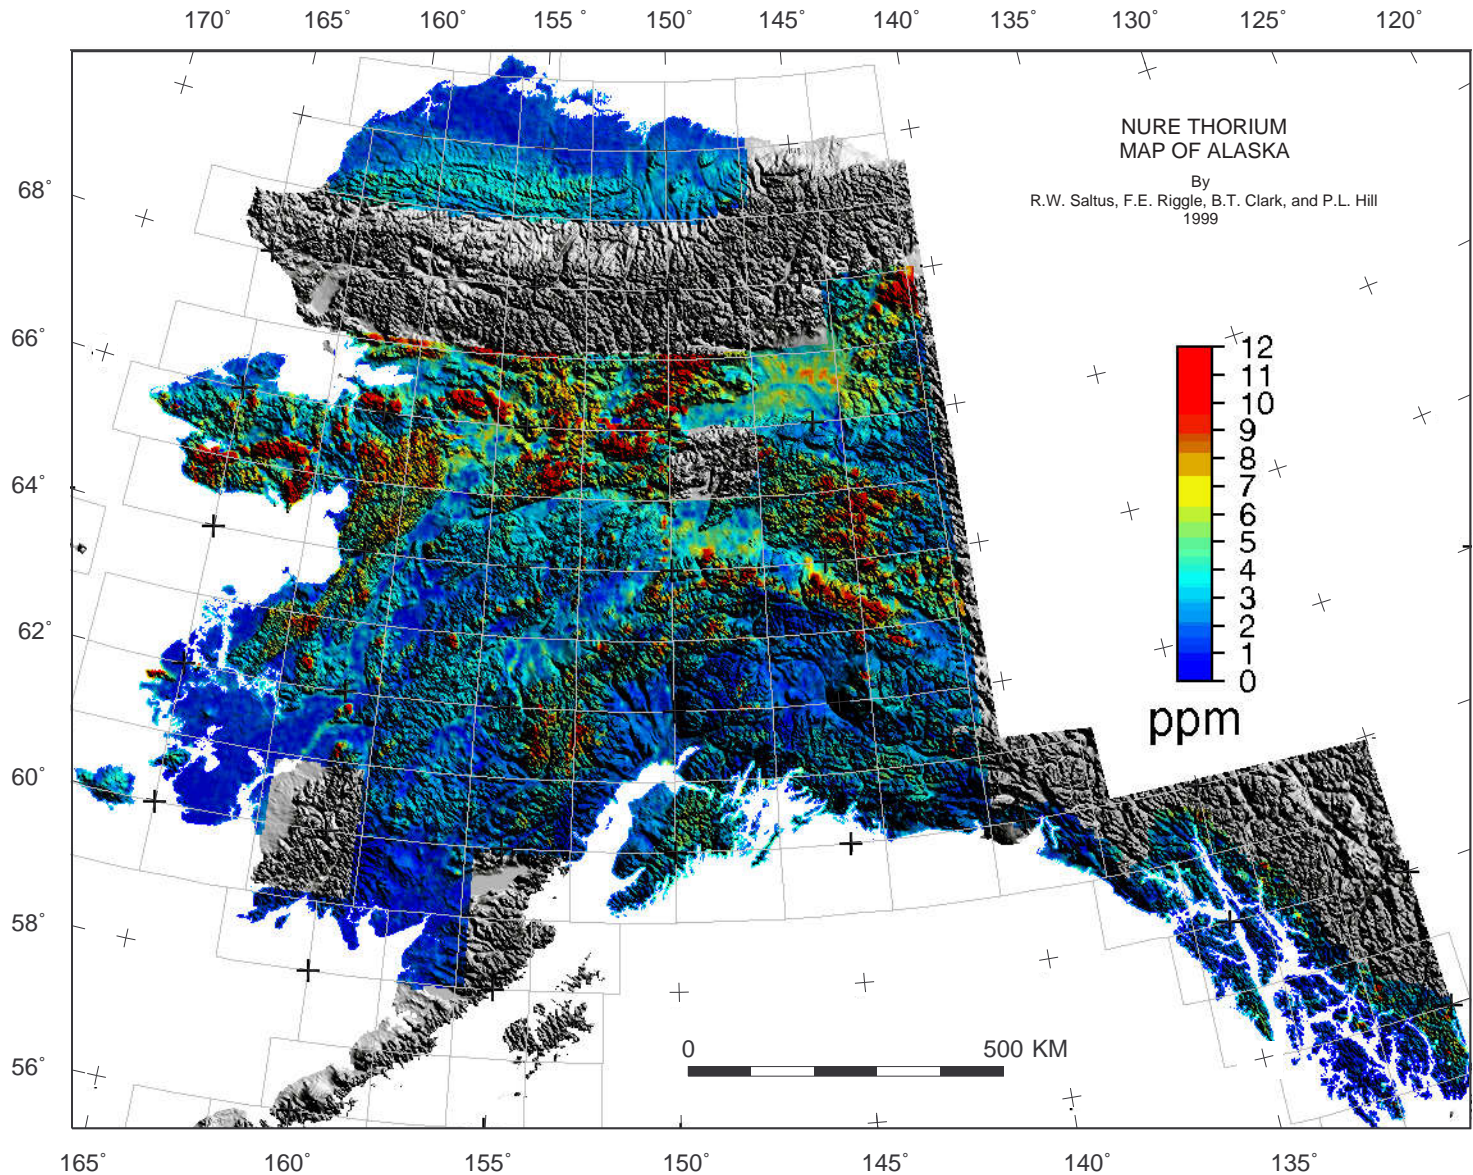 170° 165° 160° 155° 150° 145° 140° 135° 130° 125° 120°
NURE THORIUM
MAP OF ALASKA
By
R.W. Saltus, F.E. Riggle, B.T. Clark, and P.L. Hill
1999
68°
66°
64°
62°
60°
58°
56°
12
11
10
9
8
7
6
5
4
3
2
1
0
ppm
0 500 KM
165° 160° 155° 150° 145° 140° 135°